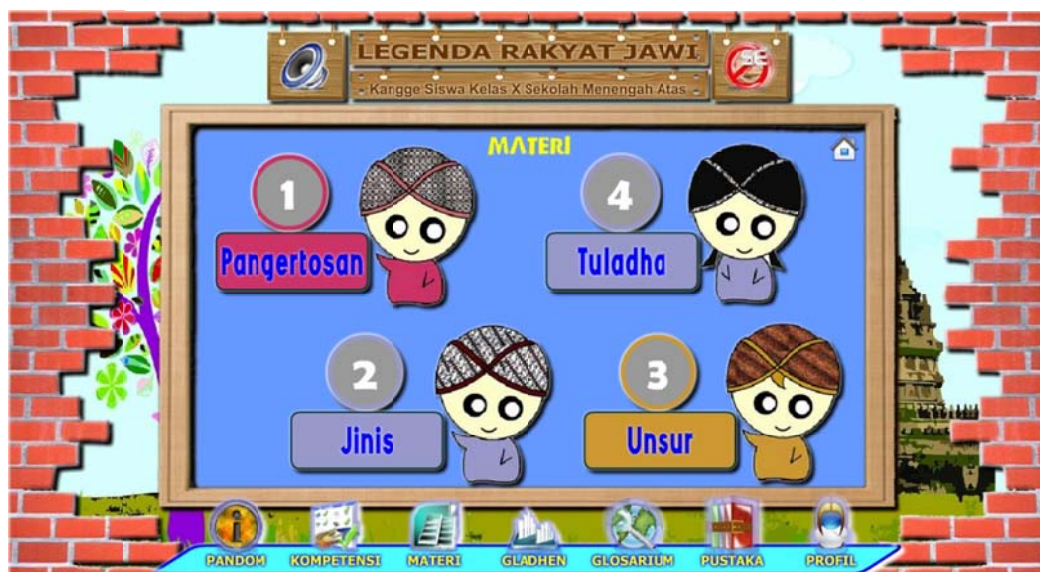 LEGENDA RAKYAT JAWI
SE
Kangge Siswa Kelas X Sekolah Menengah Atas
MATERI
1
Pangertosan
4
Tuladha
2
Jinis
3
Unsur
PANDOM KOMPETENSI MATERI GLADHEN GLOSARIUM PUSTAKA PROFIL